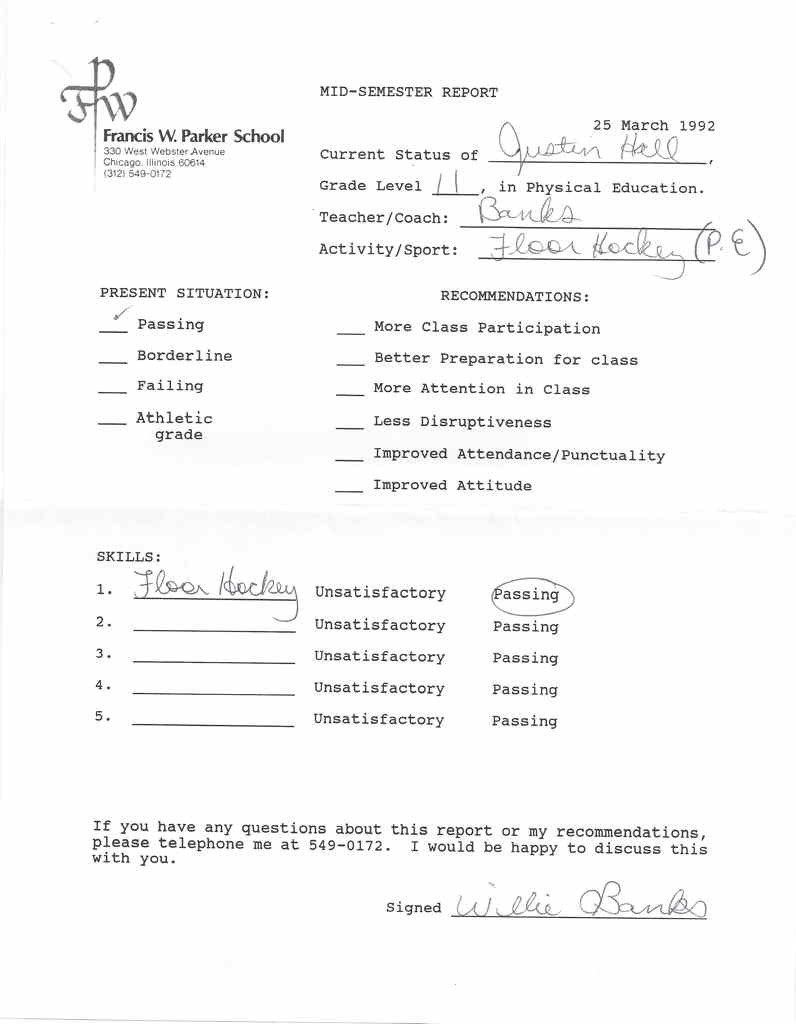 FPW
MID-SEMESTER REPORT
Francis W. Parker School
330 West Webster Avenue
Chicago, Illinois 60614
(312) 549-0172
25 March 1992
Current Status of Justin Hall,
Grade Level 11, in Physical Education.
Teacher/Coach: Banks
Activity/Sport: Floor Hockey (P.E)
PRESENT SITUATION:
✓ Passing
Borderline
Failing
Athletic
grade
RECOMMENDATIONS:
More Class Participation
Better Preparation for class
More Attention in Class
Less Disruptiveness
Improved Attendance/Punctuality
Improved Attitude
SKILLS:
1. Floor Hockey Unsatisfactory Passing
2. Unsatisfactory Passing
3. Unsatisfactory Passing
4. Unsatisfactory Passing
5. Unsatisfactory Passing
If you have any questions about this report or my recommendations,
please telephone me at 549-0172. I would be happy to discuss this
with you.
Signed Willie Banks